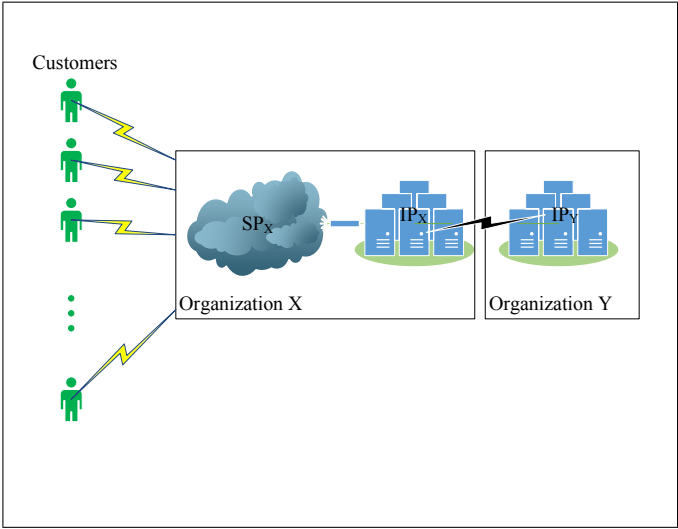 Customers
SPX
IPX
IPY
Organization X
Organization Y